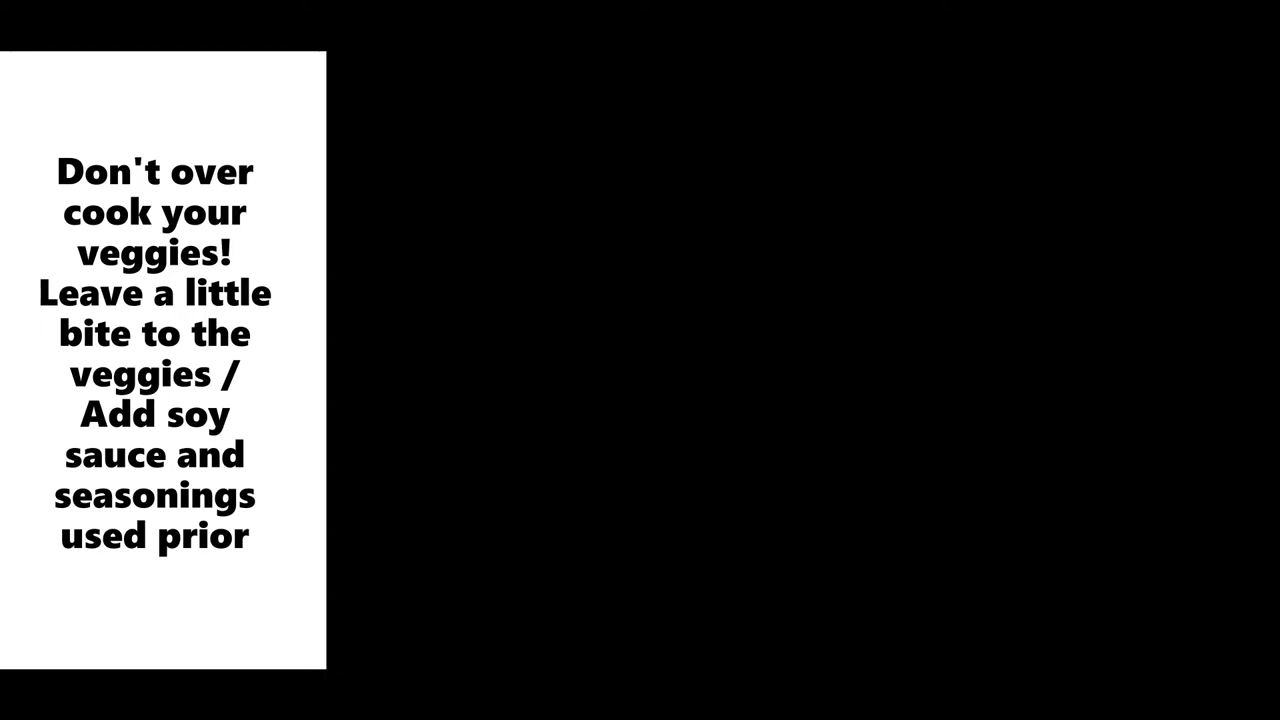 Don't over
cook your
veggies!
Leave a little
bite to the
veggies /
Add soy
sauce and
seasonings
used prior